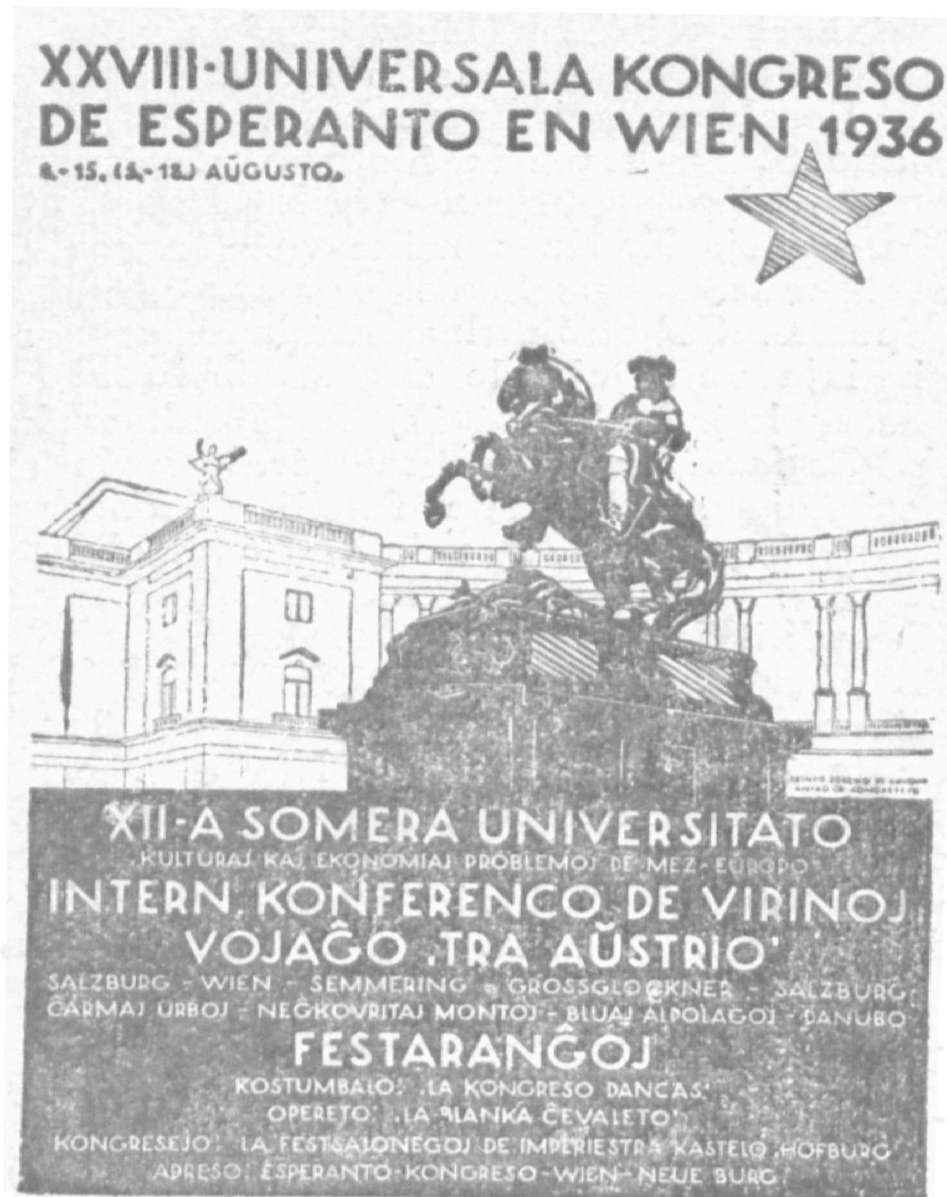 XXVIII·UNIVERSALA KONGRESO
DE ESPERANTO EN WIEN 1936
8.-15. (5.-18.) AŬGUSTO.
XII-A SOMERA UNIVERSITATO
"KULTURAJ KAJ EKONOMIAJ PROBLEMOJ DE MEZ-EŬROPO"
INTERN. KONFERENCO DE VIRINOJ
VOJAĜO ‚TRA AŬSTRIO'
SALZBURG - WIEN - SEMMERING - GROSSGLOCKNER - SALZBURG
ĈARMAJ URBOJ - NEĜKOVRITAJ MONTOJ - BLUAJ ALPOLAGOJ - DANUBO
FESTARANĜOJ
KOSTUMBALO: ‚LA KONGRESO DANCAS'
OPERETO: ‚LA BLANKA ĈEVALETO'
KONGRESEJO: LA FESTSALONEGOJ DE IMPERIESTRA KASTELO ‚HOFBURG'
ADRESO: ESPERANTO-KONGRESO-WIEN-NEUE BURG